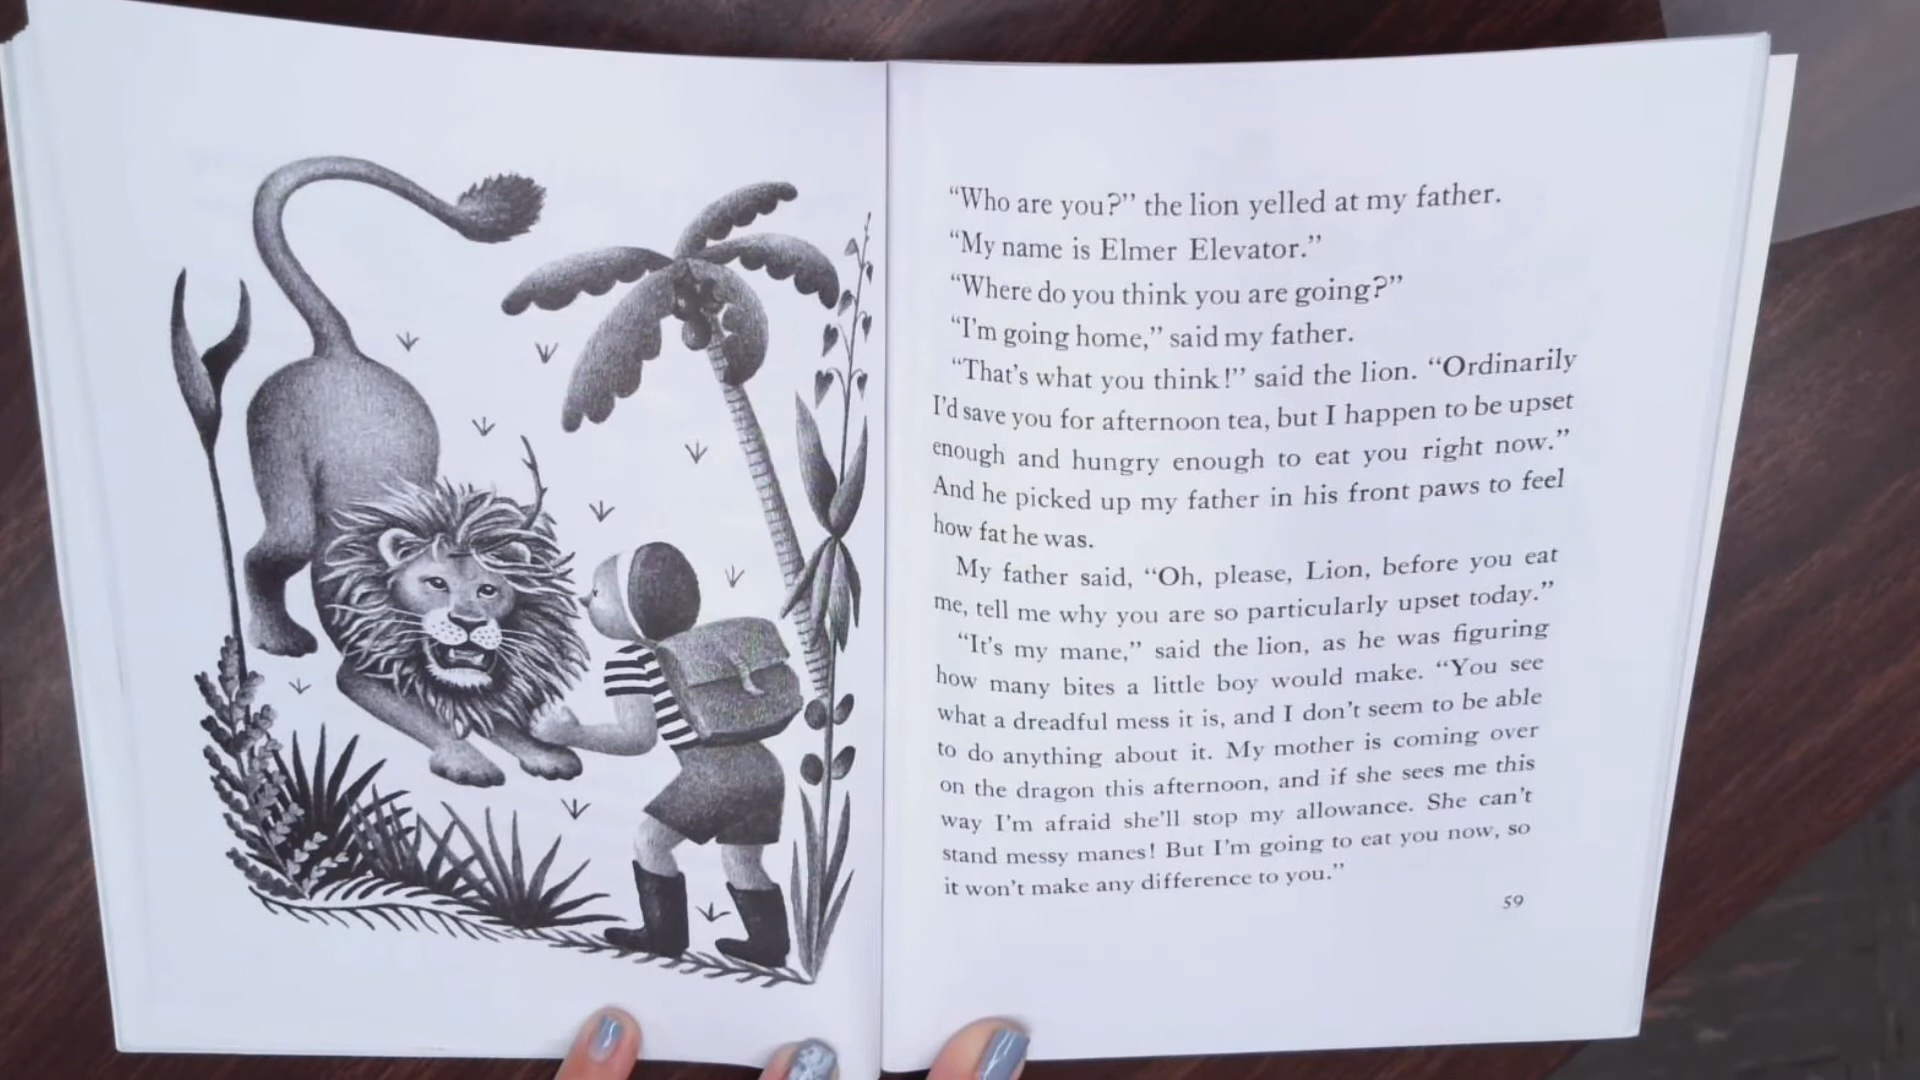 “Who are you?” the lion yelled at my father.
“My name is Elmer Elevator.”
“Where do you think you are going?”
“I’m going home,” said my father.
“That’s what you think!” said the lion. “Ordinarily
I’d save you for afternoon tea, but I happen to be upset
enough and hungry enough to eat you right now.”
And he picked up my father in his front paws to feel
how fat he was.
My father said, “Oh, please, Lion, before you eat
me, tell me why you are so particularly upset today.”
“It’s my mane,” said the lion, as he was figuring
how many bites a little boy would make. “You see
what a dreadful mess it is, and I don’t seem to be able
to do anything about it. My mother is coming over
on the dragon this afternoon, and if she sees me this
way I’m afraid she’ll stop my allowance. She can’t
stand messy manes! But I’m going to eat you now, so
it won’t make any difference to you.”
59